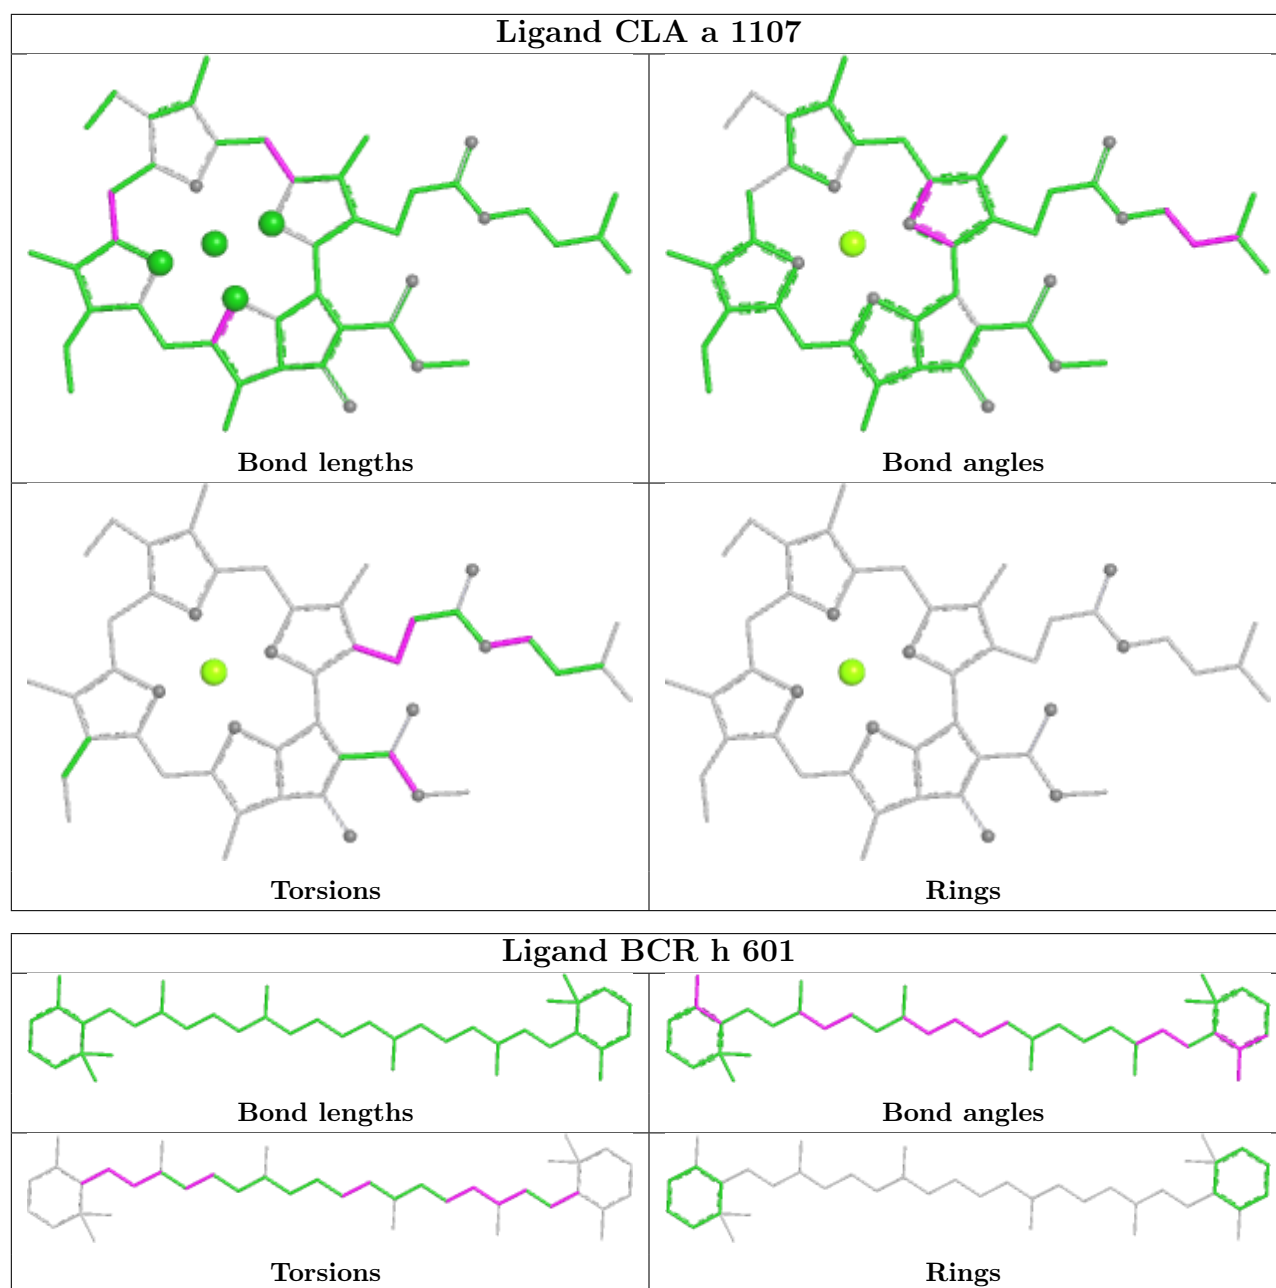 Ligand CLA a 1107
Bond lengths
Bond angles
Torsions
Rings
Ligand BCR h 601
Bond lengths
Bond angles
Torsions
Rings